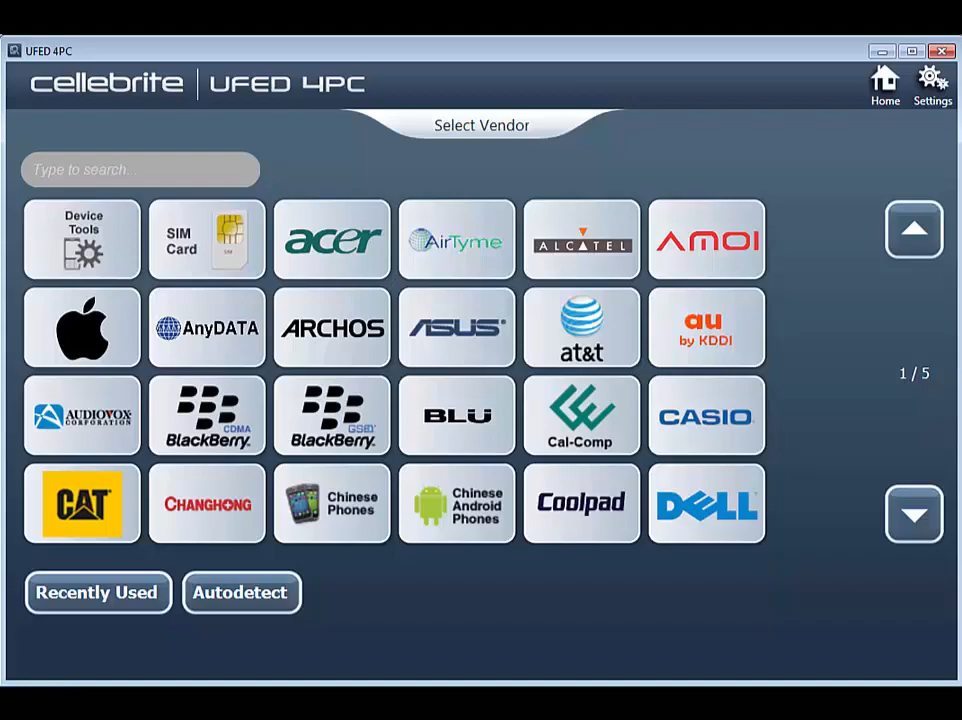 UFED 4PC
cellebrite UFED 4PC
Home
Settings
Select Vendor
Type to search...
Device Tools
SIM Card
SIM
acer
AirTyme
ALCATEL
AMOI
AnyDATA
ARCHOS
ASUS
at&t
au
by KDDI
1 / 5
AUDIOVOX
CORPORATION
CDMA
BlackBerry
GSM
BlackBerry
BLU
Cal-Comp
CASIO
CAT
CHANGHONG
Chinese Phones
Chinese Android Phones
Coolpad
DELL
Recently Used
Autodetect